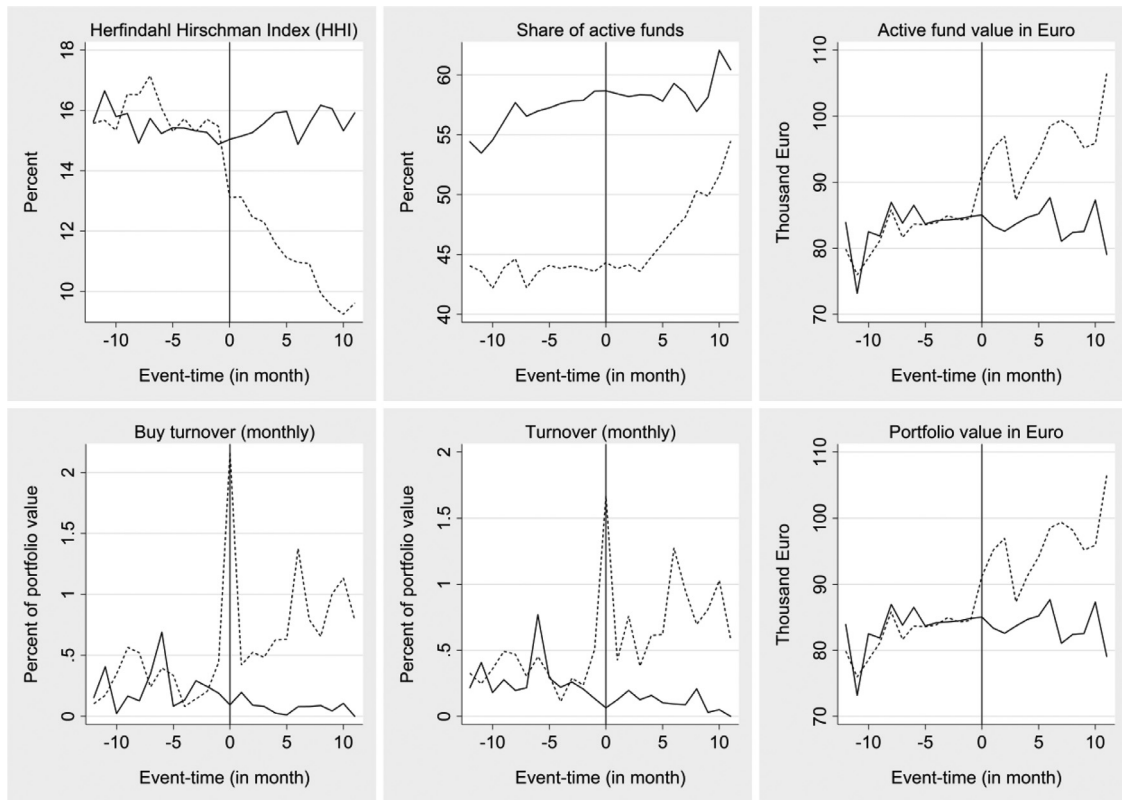 Herfindahl Hirschman Index (HHI)
Percent
18
16
14
12
10
-10 -5 0 5 10
Event-time (in month)
Share of active funds
Percent
60
55
50
45
40
-10 -5 0 5 10
Event-time (in month)
Active fund value in Euro
Thousand Euro
110
100
90
80
70
-10 -5 0 5 10
Event-time (in month)
Buy turnover (monthly)
Percent of portfolio value
2
1.5
1
.5
0
-10 -5 0 5 10
Event-time (in month)
Turnover (monthly)
Percent of portfolio value
2
1.5
1
.5
0
-10 -5 0 5 10
Event-time (in month)
Portfolio value in Euro
Thousand Euro
110
100
90
80
70
-10 -5 0 5 10
Event-time (in month)